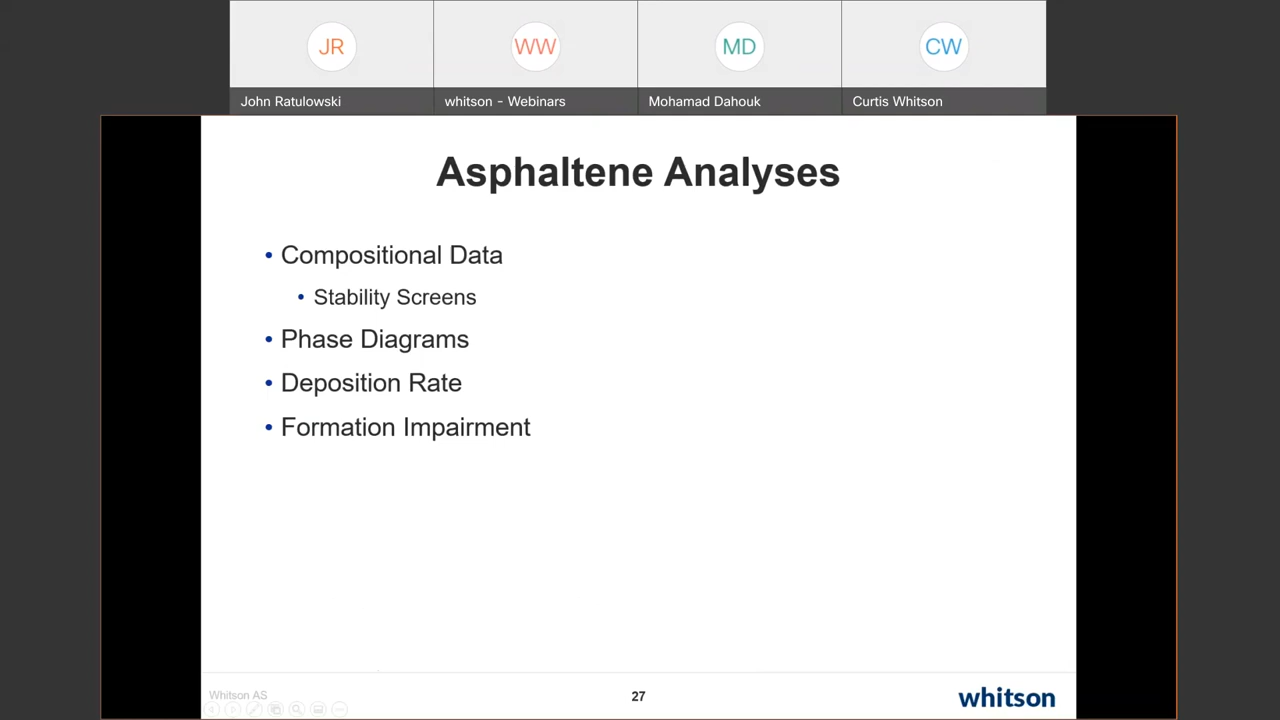 JR
WW
MD
CW
John Ratulowski
whitson - Webinars
Mohamad Dahouk
Curtis Whitson
Asphaltene Analyses
• Compositional Data
• Stability Screens
• Phase Diagrams
• Deposition Rate
• Formation Impairment
Whitson AS
27
whitson